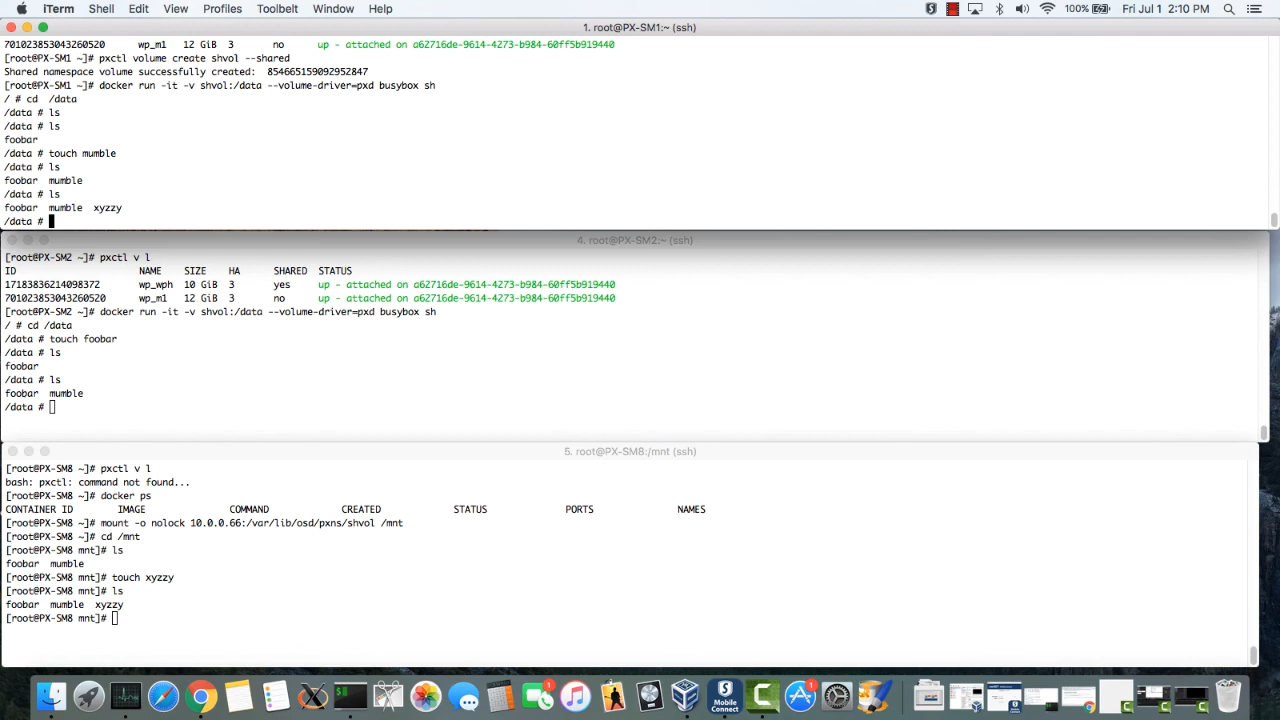 iTerm Shell Edit View Profiles Toolbelt Window Help 100% Fri Jul 1 2:10 PM
1. root@PX-SM1:~ (ssh)
701023853043260520 wp_m1 12 GiB 3 no up - attached on a62716de-9614-4273-b984-60ff5b919440
[root@PX-SM1 ~]# pxctl volume create shvol --shared
Shared namespace volume successfully created: 854665159092952847
[root@PX-SM1 ~]# docker run -it -v shvol:/data --volume-driver=pxd busybox sh
/ # cd /data
/data # ls
/data # ls
foobar
/data # touch mumble
/data # ls
foobar mumble
/data # ls
foobar mumble xyzzy
/data #
4. root@PX-SM2:~ (ssh)
[root@PX-SM2 ~]# pxctl v l
ID NAME SIZE HA SHARED STATUS
17183836214098372 wp_wph 10 GiB 3 yes up - attached on a62716de-9614-4273-b984-60ff5b919440
701023853043260520 wp_m1 12 GiB 3 no up - attached on a62716de-9614-4273-b984-60ff5b919440
[root@PX-SM2 ~]# docker run -it -v shvol:/data --volume-driver=pxd busybox sh
/ # cd /data
/data # touch foobar
/data # ls
foobar
/data # ls
foobar mumble
/data #
5. root@PX-SM8:/mnt (ssh)
[root@PX-SM8 ~]# pxctl v l
bash: pxctl: command not found...
[root@PX-SM8 ~]# docker ps
CONTAINER ID IMAGE COMMAND CREATED STATUS PORTS NAMES
[root@PX-SM8 ~]# mount -o nolock 10.0.0.66:/var/lib/osd/pxns/shvol /mnt
[root@PX-SM8 ~]# cd /mnt
[root@PX-SM8 mnt]# ls
foobar mumble
[root@PX-SM8 mnt]# touch xyzzy
[root@PX-SM8 mnt]# ls
foobar mumble xyzzy
[root@PX-SM8 mnt]#
1 1
Mobile
Connect